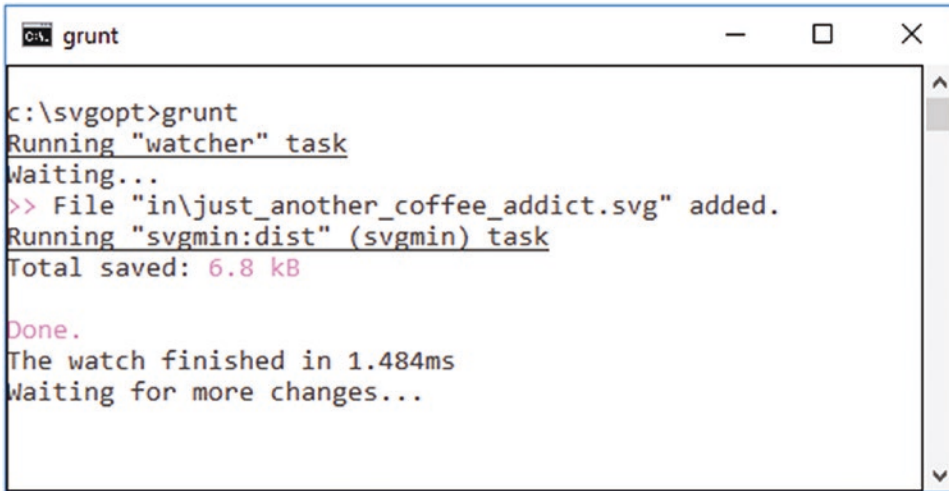 grunt
c:\svgopt>grunt
Running "watcher" task
Waiting...
>> File "in\just_another_coffee_addict.svg" added.
Running "svgmin:dist" (svgmin) task
Total saved: 6.8 kB
Done.
The watch finished in 1.484ms
Waiting for more changes...